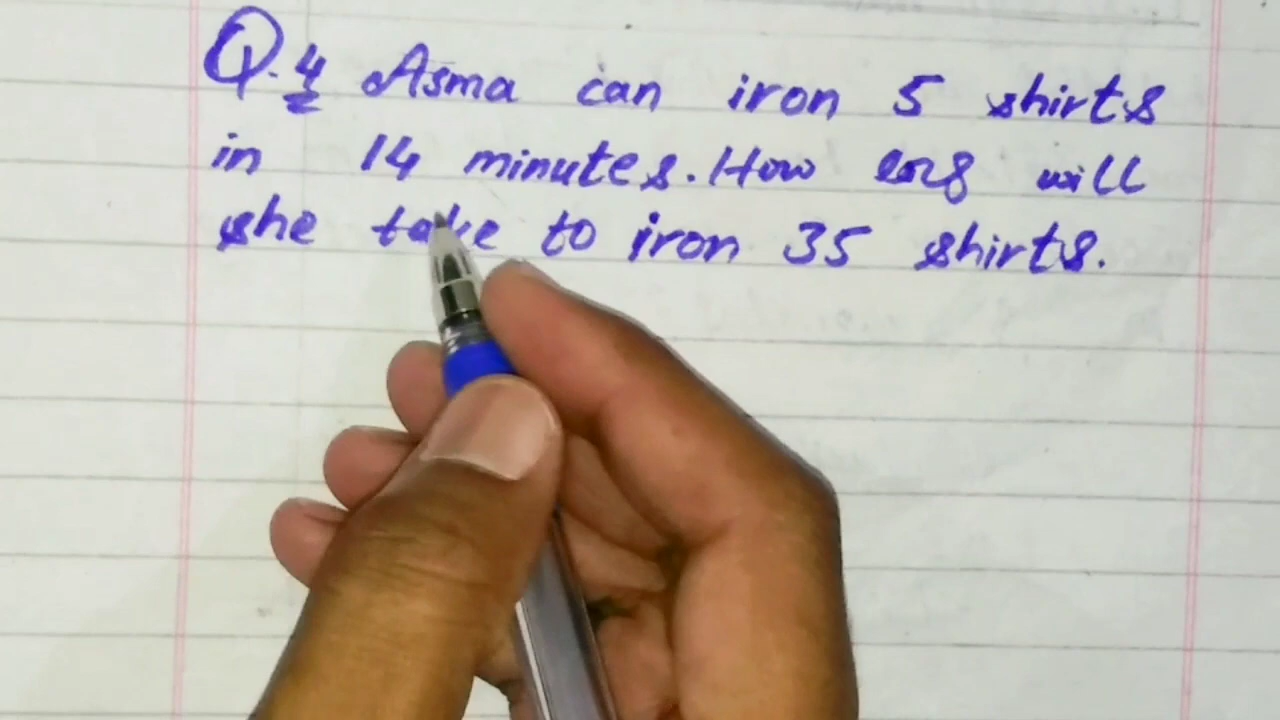 Q.4 Asma can iron 5 shirts
in 14 minutes. How long will
she take to iron 35 shirts.